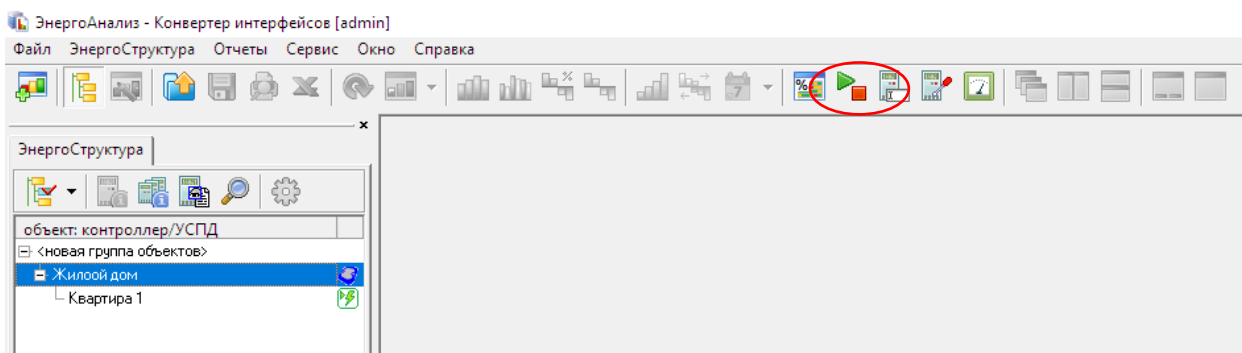 ЭнергоАнализ - Конвертер интерфейсов [admin]
Файл ЭнергоСтруктура Отчеты Сервис Окно Справка
ЭнергоСтруктура
объект: контроллер/УСПД
<новая группа объектов>
Жилоой дом
Квартира 1